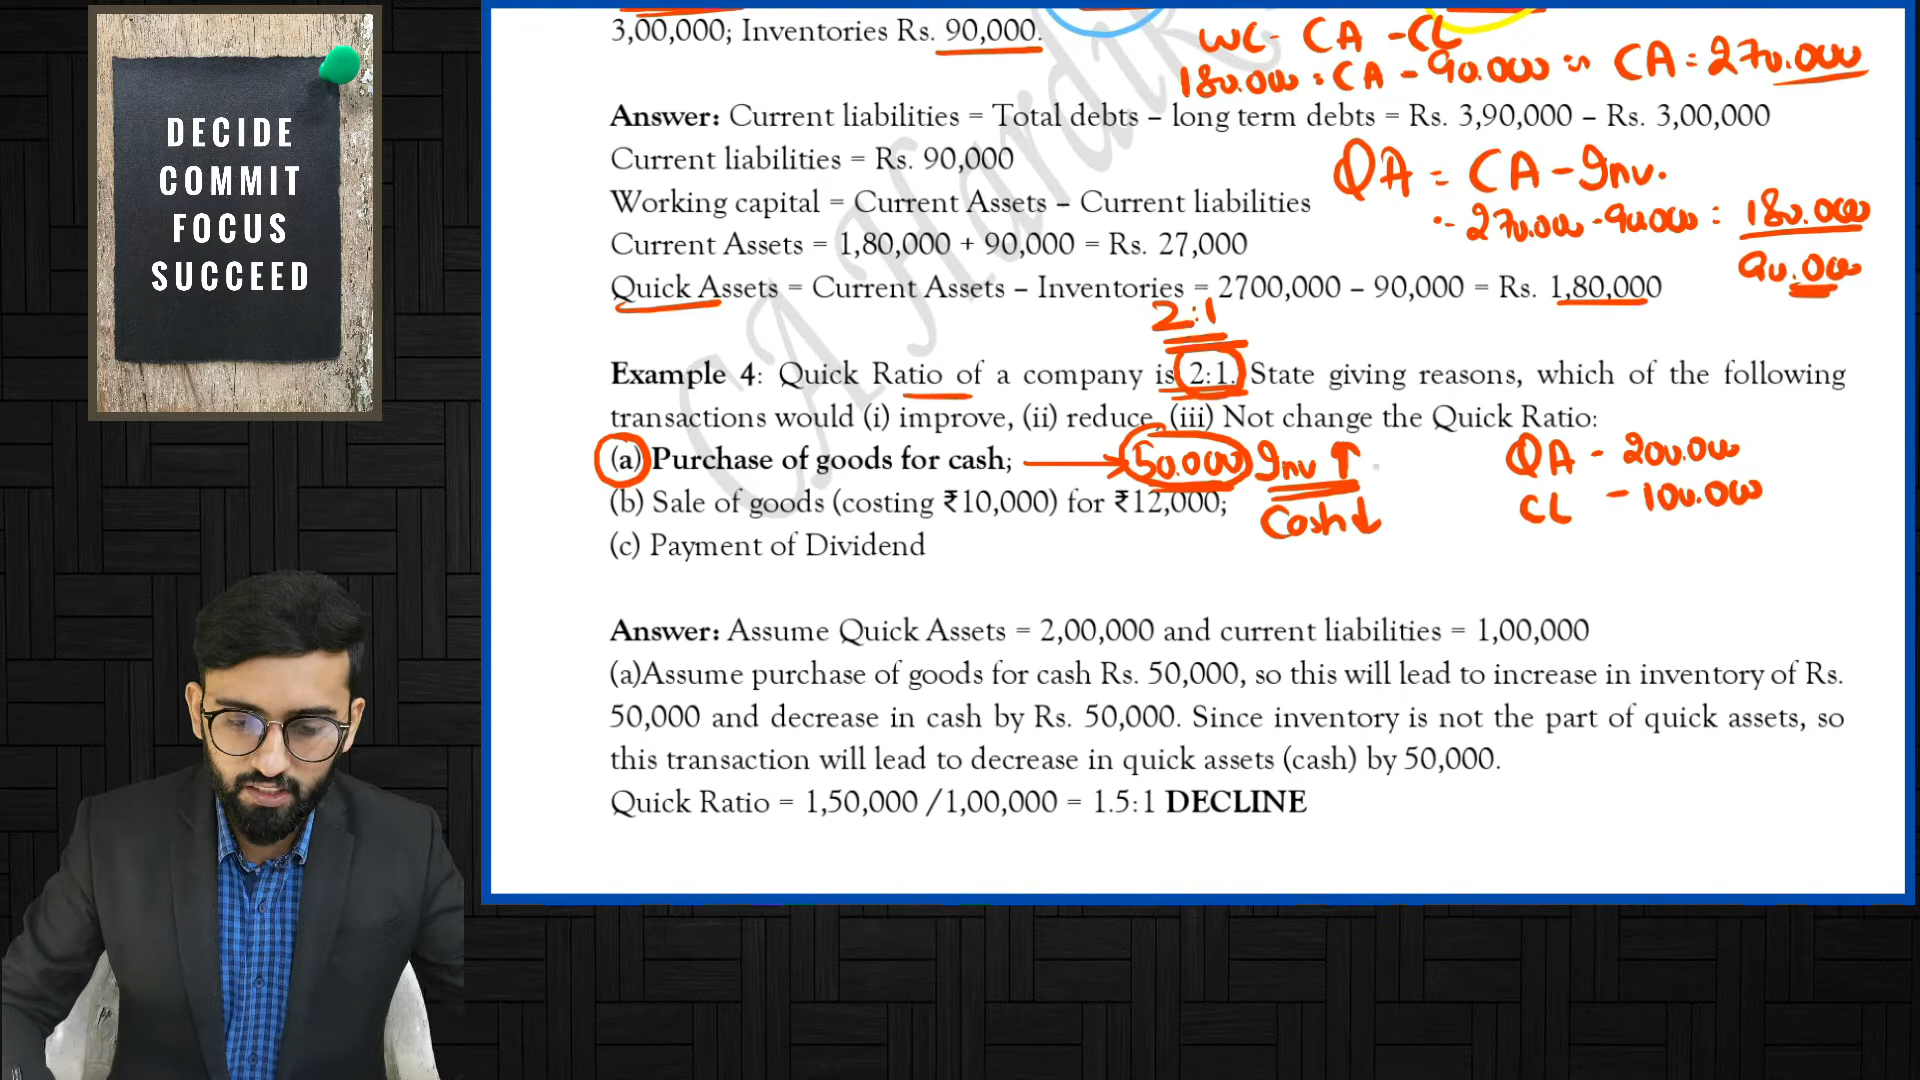 DECIDE
COMMIT
FOCUS
SUCCEED
3,00,000; Inventories Rs. 90,000.
WC - CA - CL
180.000 = CA - 90.000 = CA = 270.000
Answer: Current liabilities = Total debts – long term debts = Rs. 3,90,000 – Rs. 3,00,000
Current liabilities = Rs. 90,000
QA = CA - Inv.
Working capital = Current Assets – Current liabilities
= 270.000 - 90.000 = 180.000
90.000
Current Assets = 1,80,000 + 90,000 = Rs. 27,000
Quick Assets = Current Assets – Inventories = 2700,000 – 90,000 = Rs. 1,80,000
2:1
Example 4: Quick Ratio of a company is 2:1. State giving reasons, which of the following
transactions would (i) improve, (ii) reduce, (iii) Not change the Quick Ratio:
(a) Purchase of goods for cash; 50.000 Inv ↑
QA - 200.000
(b) Sale of goods (costing ₹10,000) for ₹12,000;
Cash ↓
CL - 100.000
(c) Payment of Dividend
Answer: Assume Quick Assets = 2,00,000 and current liabilities = 1,00,000
(a)Assume purchase of goods for cash Rs. 50,000, so this will lead to increase in inventory of Rs.
50,000 and decrease in cash by Rs. 50,000. Since inventory is not the part of quick assets, so
this transaction will lead to decrease in quick assets (cash) by 50,000.
Quick Ratio = 1,50,000 /1,00,000 = 1.5:1 DECLINE
CA Hardik